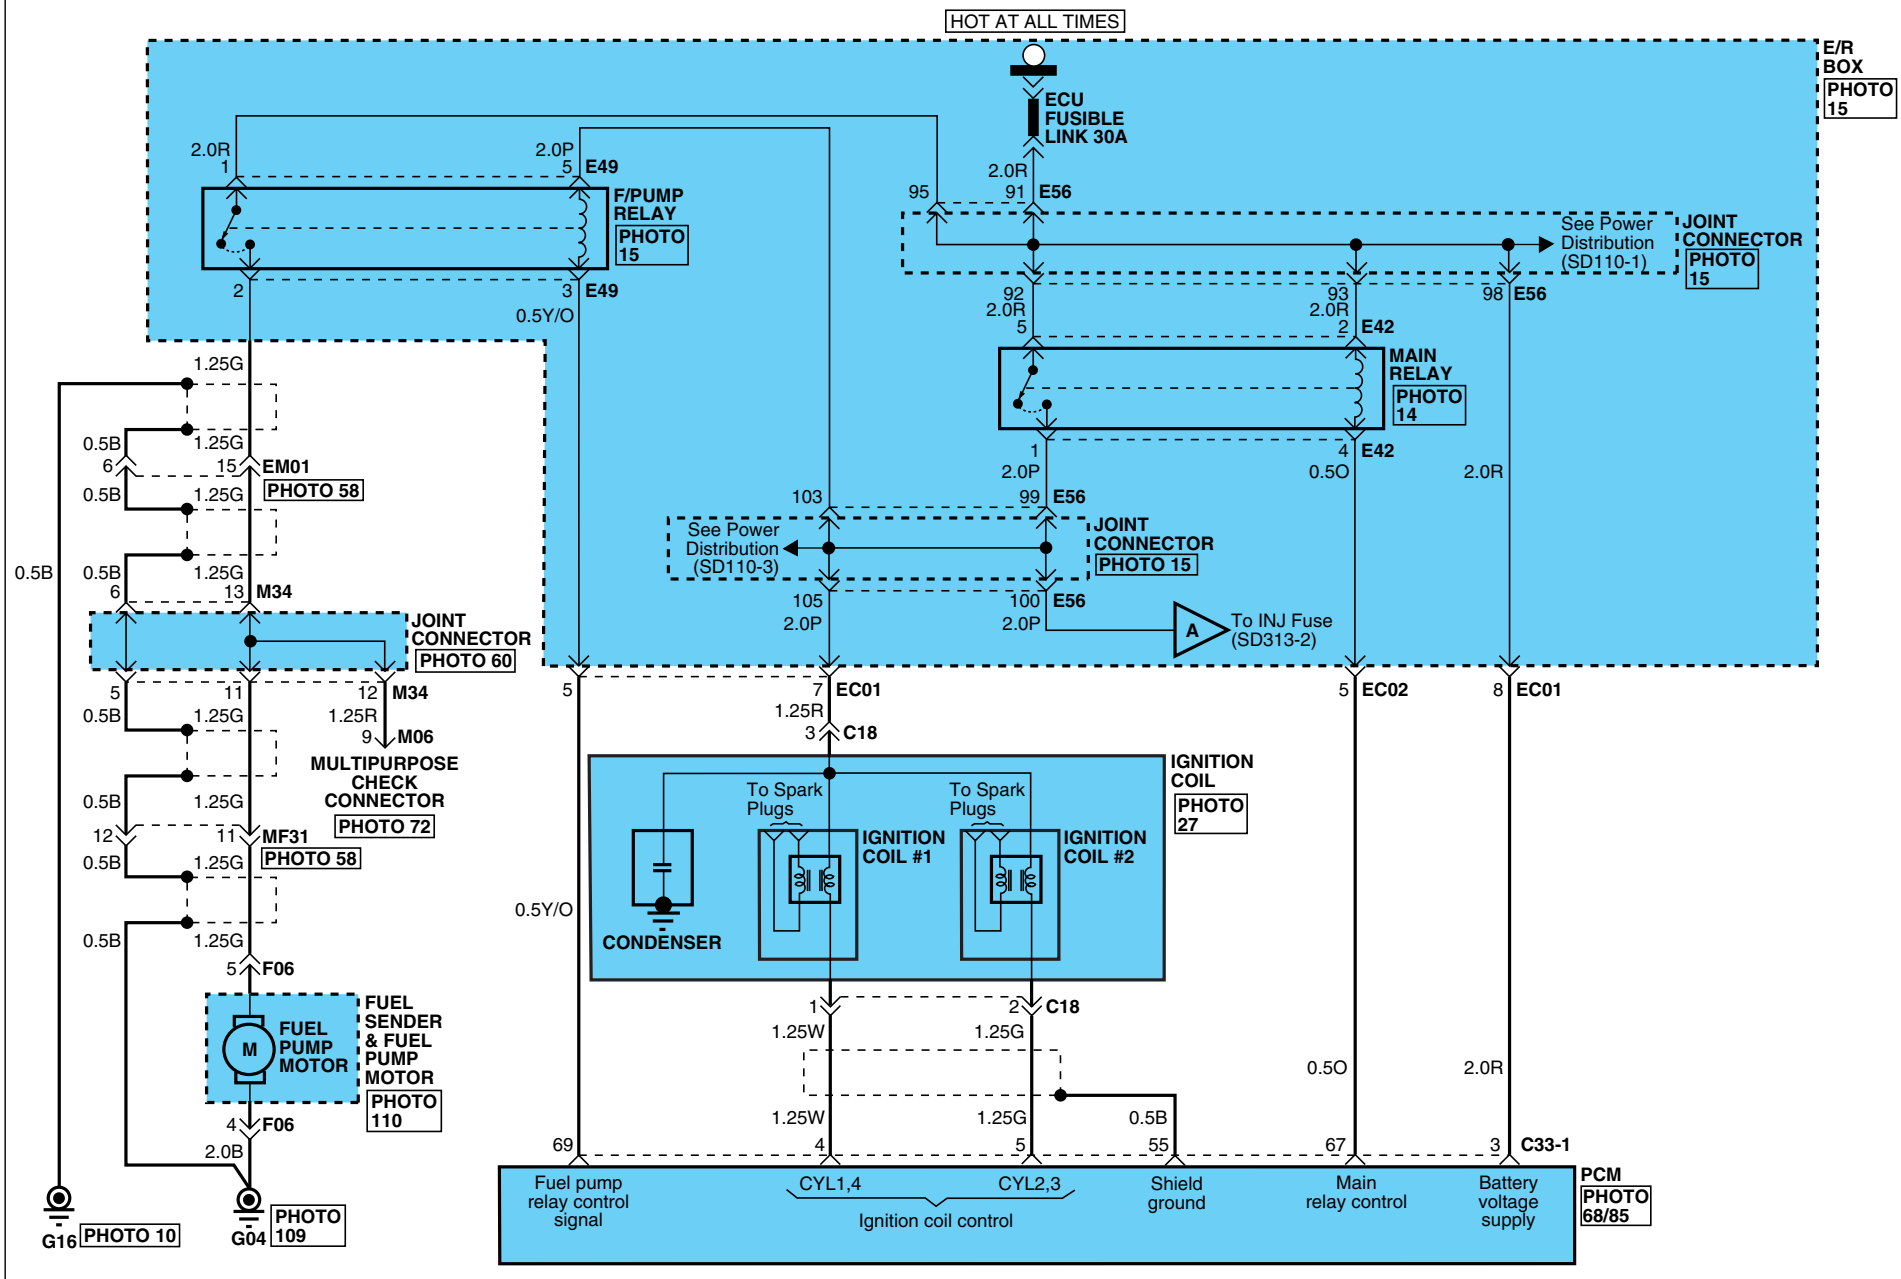 HOT AT ALL TIMES
E/R
BOX
PHOTO
15
ECU
FUSIBLE
LINK 30A
2.0R
1
2.0P
5 E49
F/PUMP
RELAY
PHOTO
15
2
3 E49
0.5Y/O
2.0R
95
91 E56
See Power
Distribution
(SD110-1)
JOINT
CONNECTOR
PHOTO
15
92
2.0R
5
93
2.0R
2 E42
98 E56
MAIN
RELAY
PHOTO
14
1
2.0P
4 E42
0.5O
2.0R
103
99 E56
See Power
Distribution
(SD110-3)
JOINT
CONNECTOR
PHOTO 15
105
2.0P
100 E56
2.0P
A
To INJ Fuse
(SD313-2)
1.25G
0.5B
1.25G
6
15 EM01
PHOTO 58
0.5B
1.25G
0.5B
0.5B
1.25G
6
13 M34
JOINT
CONNECTOR
PHOTO 60
5
11
12 M34
0.5B
1.25G
1.25R
9 M06
MULTIPURPOSE
CHECK
CONNECTOR
PHOTO 72
0.5B
1.25G
12
11 MF31
PHOTO 58
0.5B
1.25G
0.5B
1.25G
5 F06
FUEL
PUMP
MOTOR
M
FUEL
SENDER
& FUEL
PUMP
MOTOR
PHOTO
110
4 F06
2.0B
G16 PHOTO 10
G04
PHOTO
109
5
7 EC01
5 EC02
8 EC01
1.25R
3 C18
IGNITION
COIL
PHOTO
27
To Spark
Plugs
To Spark
Plugs
IGNITION
COIL #1
IGNITION
COIL #2
CONDENSER
0.5Y/O
1
2 C18
1.25W
1.25G
0.5O
2.0R
1.25W
1.25G
0.5B
69
4
5
55
67
3 C33-1
Fuel pump
relay control
signal
CYL1,4
CYL2,3
Ignition coil control
Shield
ground
Main
relay control
Battery
voltage
supply
PCM
PHOTO
68/85